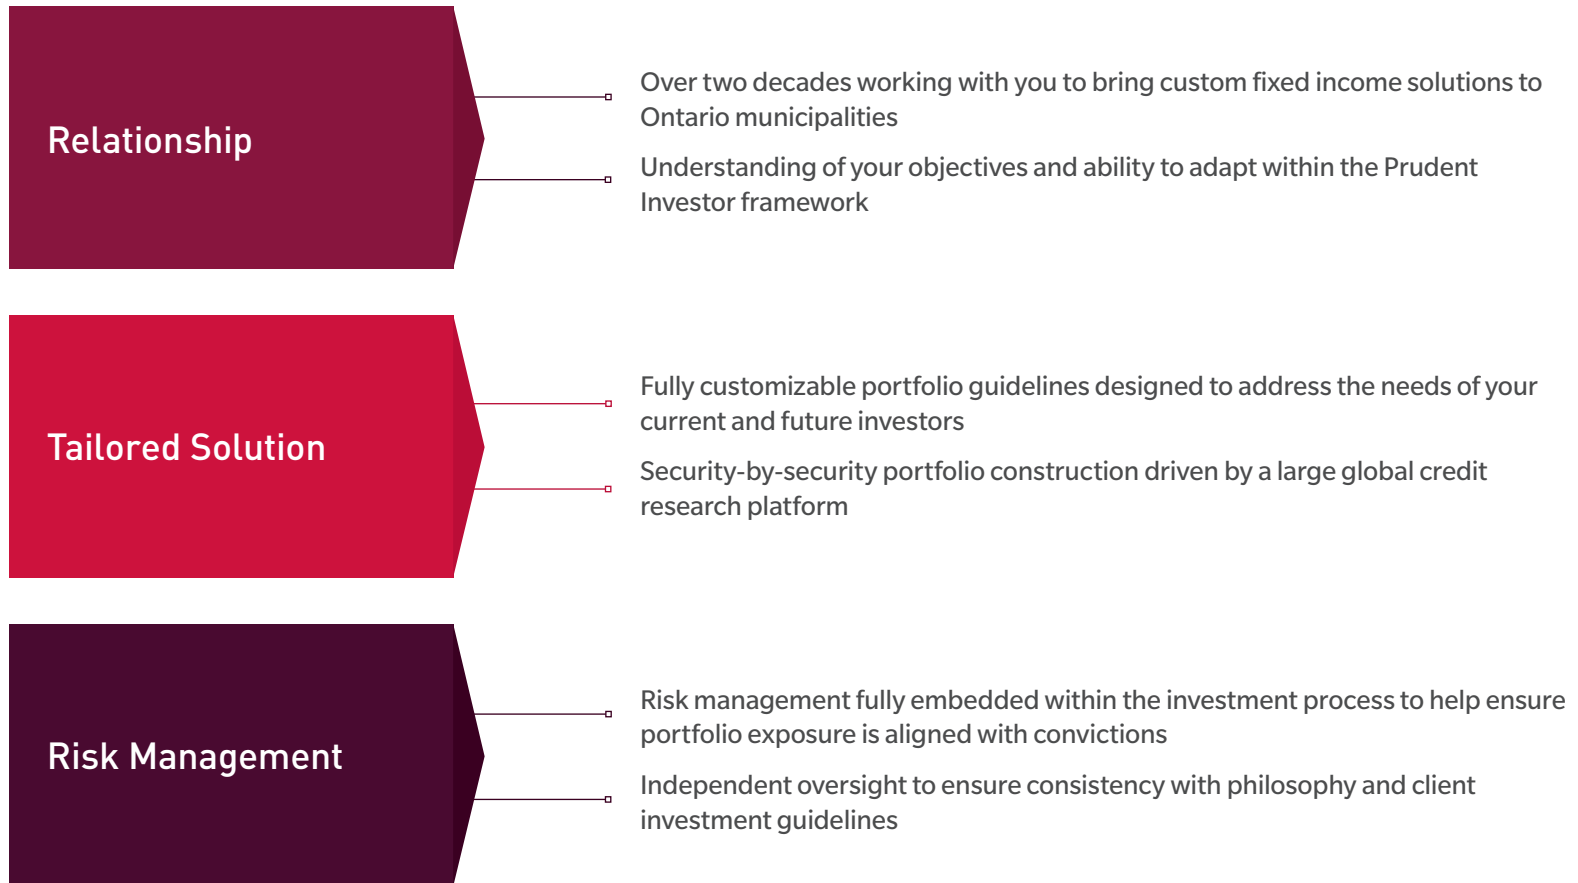 Relationship
Over two decades working with you to bring custom fixed income solutions to
Ontario municipalities
Understanding of your objectives and ability to adapt within the Prudent
Investor framework
Tailored Solution
Fully customizable portfolio guidelines designed to address the needs of your
current and future investors
Security-by-security portfolio construction driven by a large global credit
research platform
Risk Management
Risk management fully embedded within the investment process to help ensure
portfolio exposure is aligned with convictions
Independent oversight to ensure consistency with philosophy and client
investment guidelines